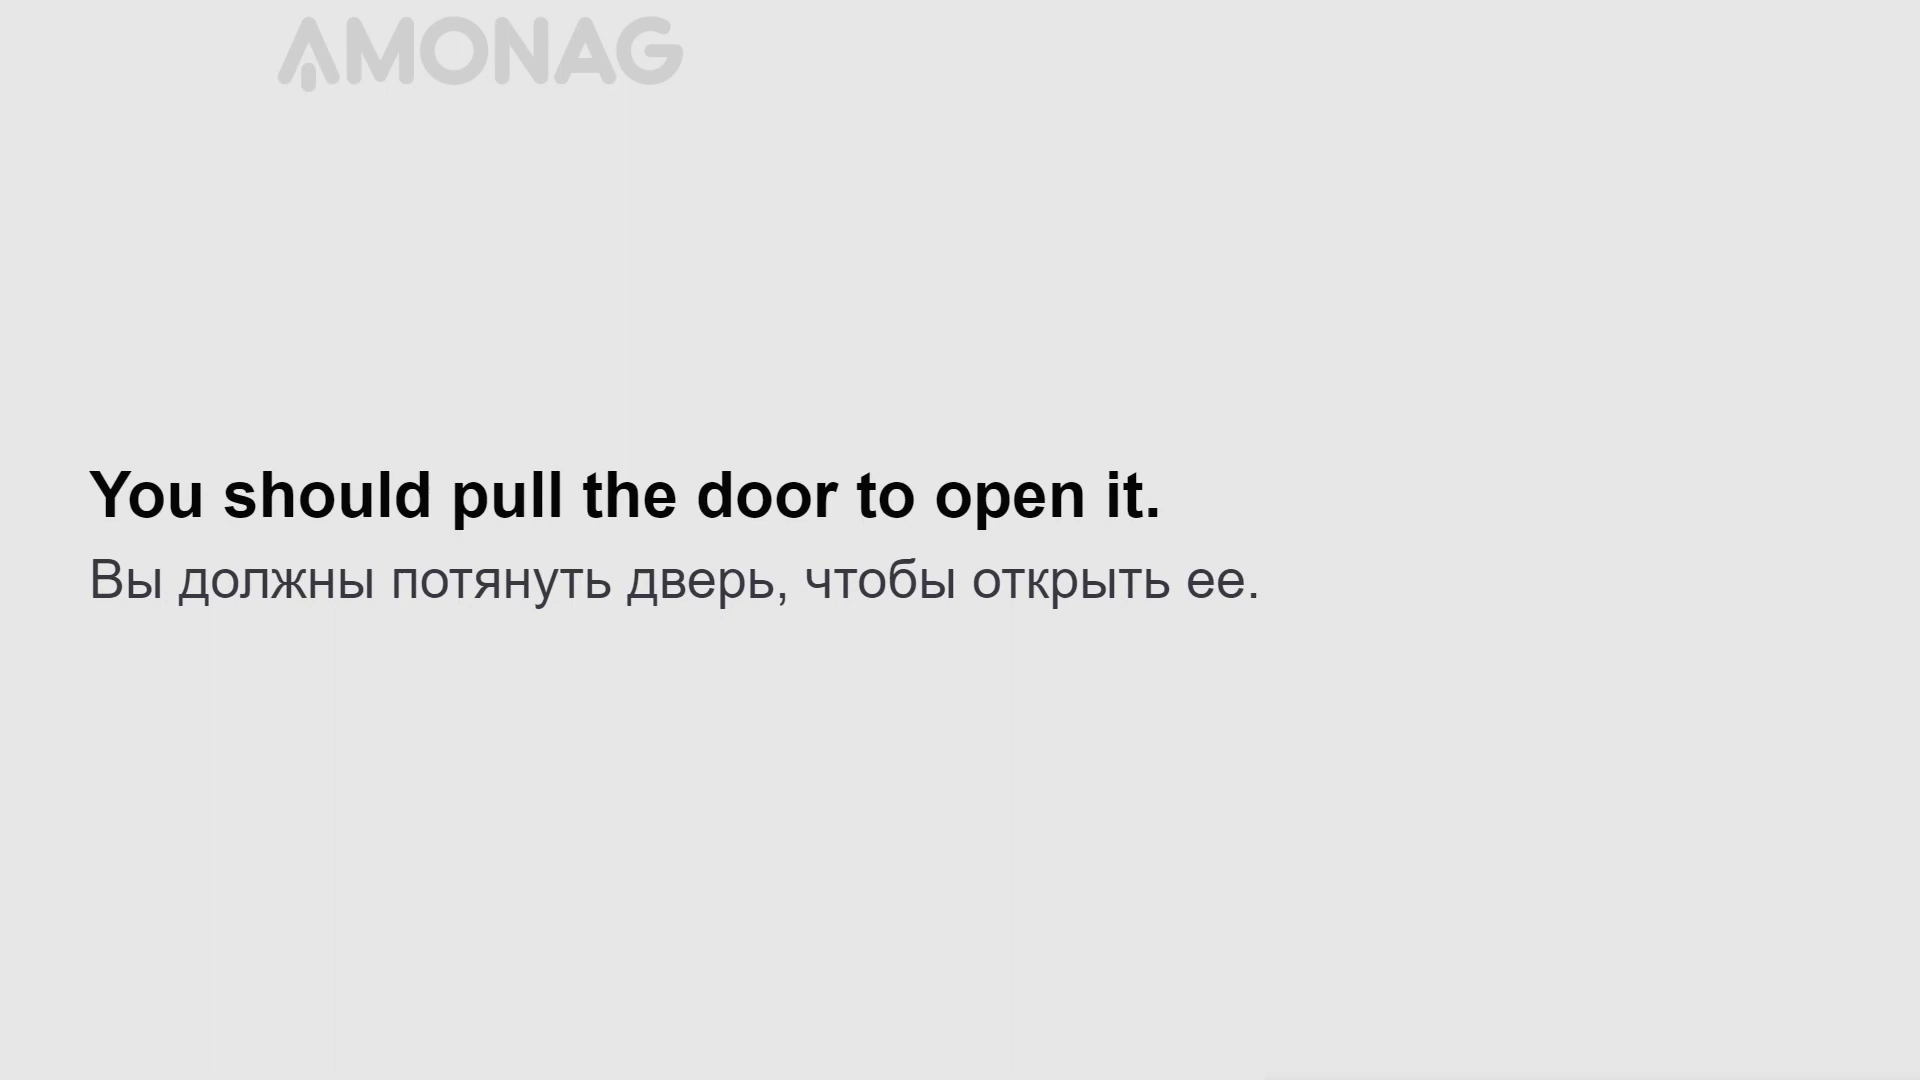 AMONAG
You should pull the door to open it.
Вы должны потянуть дверь, чтобы открыть ее.